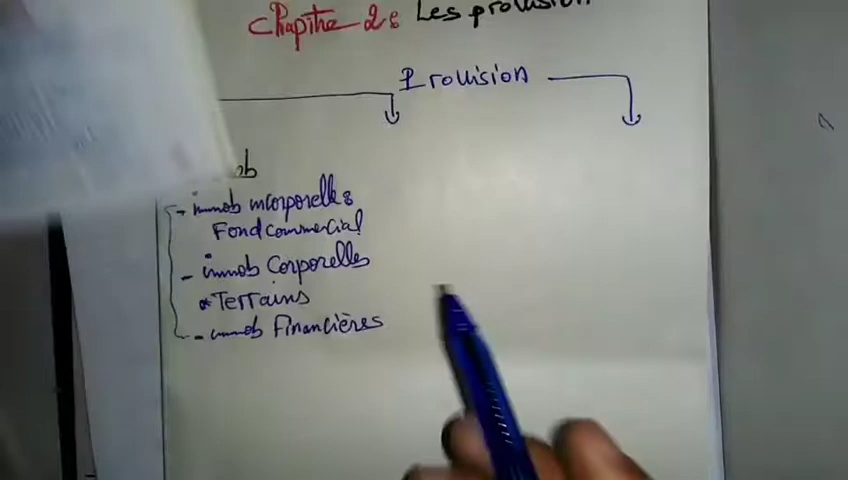 Chapitre 2: Les provision
Provision
ob
- immob incorporelles
Fond commercial
- immob Corporelles
* Terrains
- immob Financières